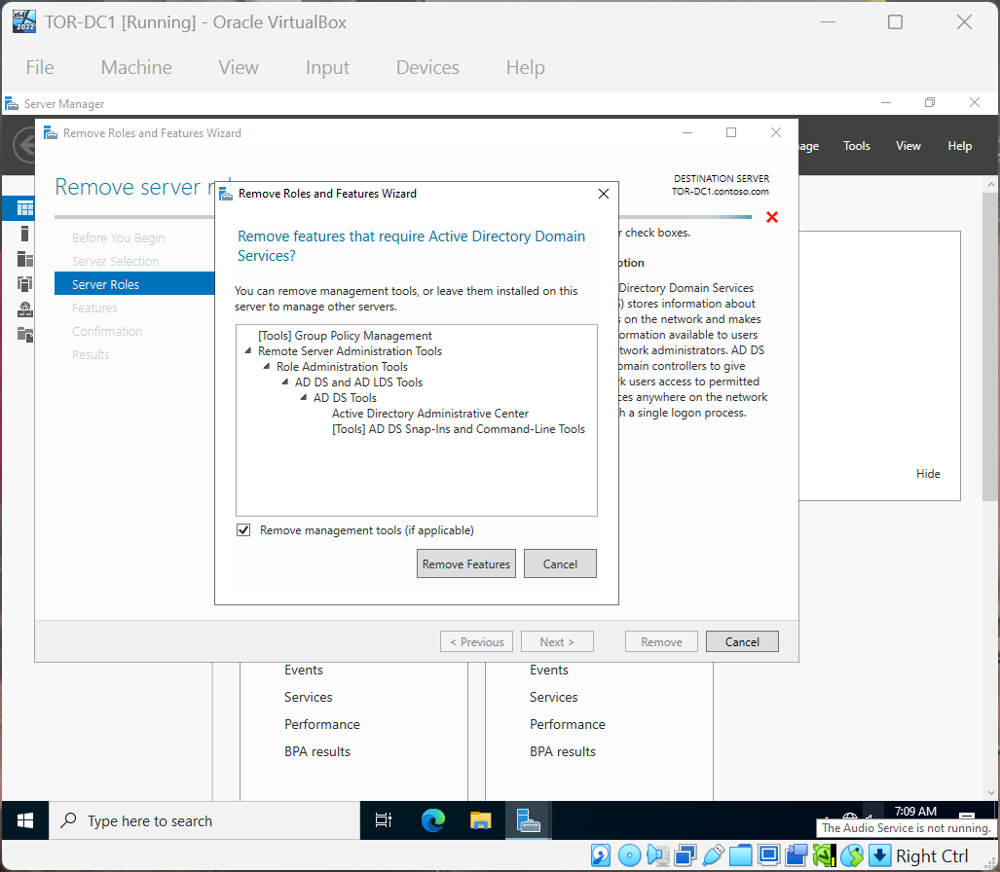 TOR-DC1 [Running] - Oracle VirtualBox
File Machine View Input Devices Help
Server Manager
Tools View Help
Remove Roles and Features Wizard
Remove server
DESTINATION SERVER
TOR-DC1.contoso.com
Before You Begin
Server Selection
Server Roles
Features
Confirmation
Results
Remove Roles and Features Wizard
Remove features that require Active Directory Domain
Services?
You can remove management tools, or leave them installed on this
server to manage other servers.
[Tools] Group Policy Management
Remote Server Administration Tools
Role Administration Tools
AD DS and AD LDS Tools
AD DS Tools
Active Directory Administrative Center
[Tools] AD DS Snap-Ins and Command-Line Tools
Remove management tools (if applicable)
Remove Features Cancel
check boxes.
Directory Domain Services
stores information about
on the network and makes
available to users
administrators. AD DS
controllers to give
users access to permitted
anywhere on the network
a single logon process.
Hide
< Previous Next > Remove Cancel
Events
Services
Performance
BPA results
Events
Services
Performance
BPA results
Type here to search
7:09 AM
The Audio Service is not running.
Right Ctrl